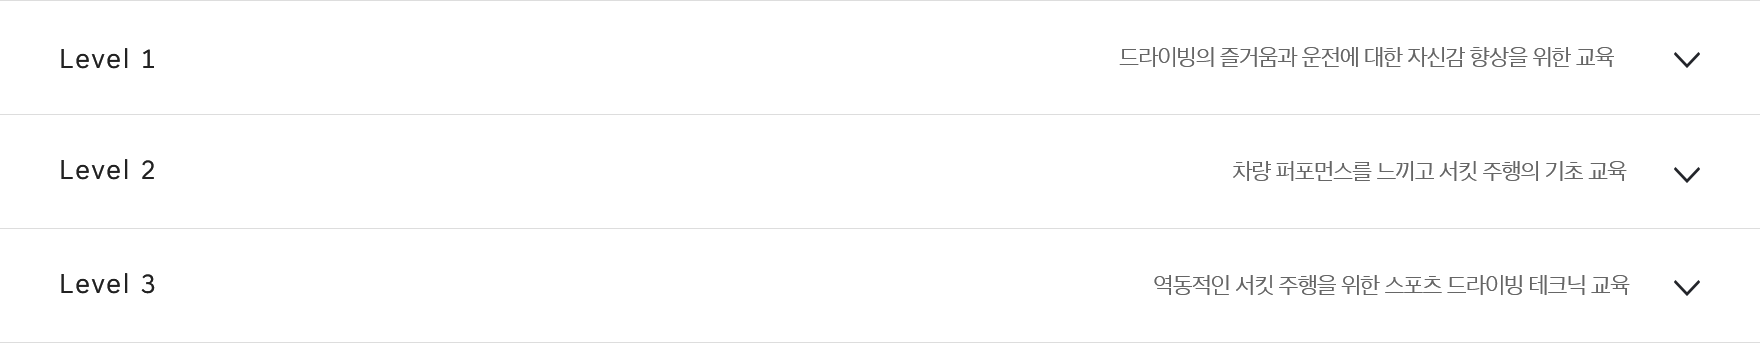 Level 1 드라이빙의 즐거움과 운전에 대한 자신감 향상을 위한 교육
Level 2 차량 퍼포먼스를 느끼고 서킷 주행의 기초 교육
Level 3 역동적인 서킷 주행을 위한 스포츠 드라이빙 테크닉 교육